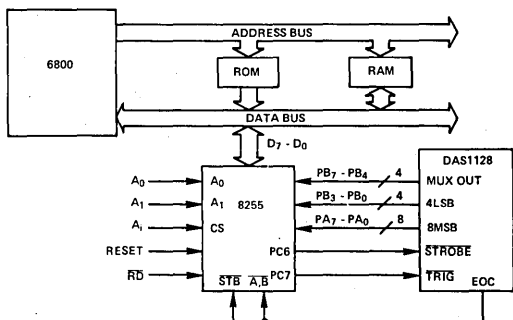 ADDRESS BUS
6800
ROM
RAM
DATA BUS
D7 - D0
DAS1128
A0
A0
PB7 - PB4
4
MUX OUT
A1
A1
8255
PB3 - PB0
4
4LSB
Ai
CS
PA7 - PA0
8
8MSB
RESET
PC6
STROBE
RD
PC7
TRIG
STB
A,B
EOC